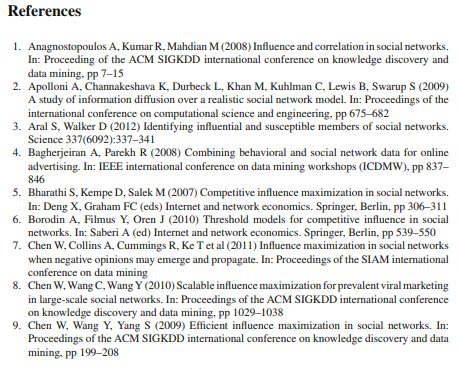 References
1. Anagnostopoulos A, Kumar R, Mahdian M (2008) Influence and correlation in social networks.
In: Proceeding of the ACM SIGKDD international conference on knowledge discovery and
data mining, pp 7–15
2. Apolloni A, Channakeshava K, Durbeck L, Khan M, Kuhlman C, Lewis B, Swarup S (2009)
A study of information diffusion over a realistic social network model. In: Proceedings of the
international conference on computational science and engineering, pp 675–682
3. Aral S, Walker D (2012) Identifying influential and susceptible members of social networks.
Science 337(6092):337–341
4. Bagherjeiran A, Parekh R (2008) Combining behavioral and social network data for online
advertising. In: IEEE international conference on data mining workshops (ICDMW), pp 837–
846
5. Bharathi S, Kempe D, Salek M (2007) Competitive influence maximization in social networks.
In: Deng X, Graham FC (eds) Internet and network economics. Springer, Berlin, pp 306–311
6. Borodin A, Filmus Y, Oren J (2010) Threshold models for competitive influence in social
networks. In: Saberi A (ed) Internet and network economics. Springer, Berlin, pp 539–550
7. Chen W, Collins A, Cummings R, Ke T et al (2011) Influence maximization in social networks
when negative opinions may emerge and propagate. In: Proceedings of the SIAM international
conference on data mining
8. Chen W, Wang C, Wang Y (2010) Scalable influence maximization for prevalent viral marketing
in large-scale social networks. In: Proceedings of the ACM SIGKDD international conference
on knowledge discovery and data mining, pp 1029–1038
9. Chen W, Wang Y, Yang S (2009) Efficient influence maximization in social networks. In:
Proceedings of the ACM SIGKDD international conference on knowledge discovery and data
mining, pp 199–208